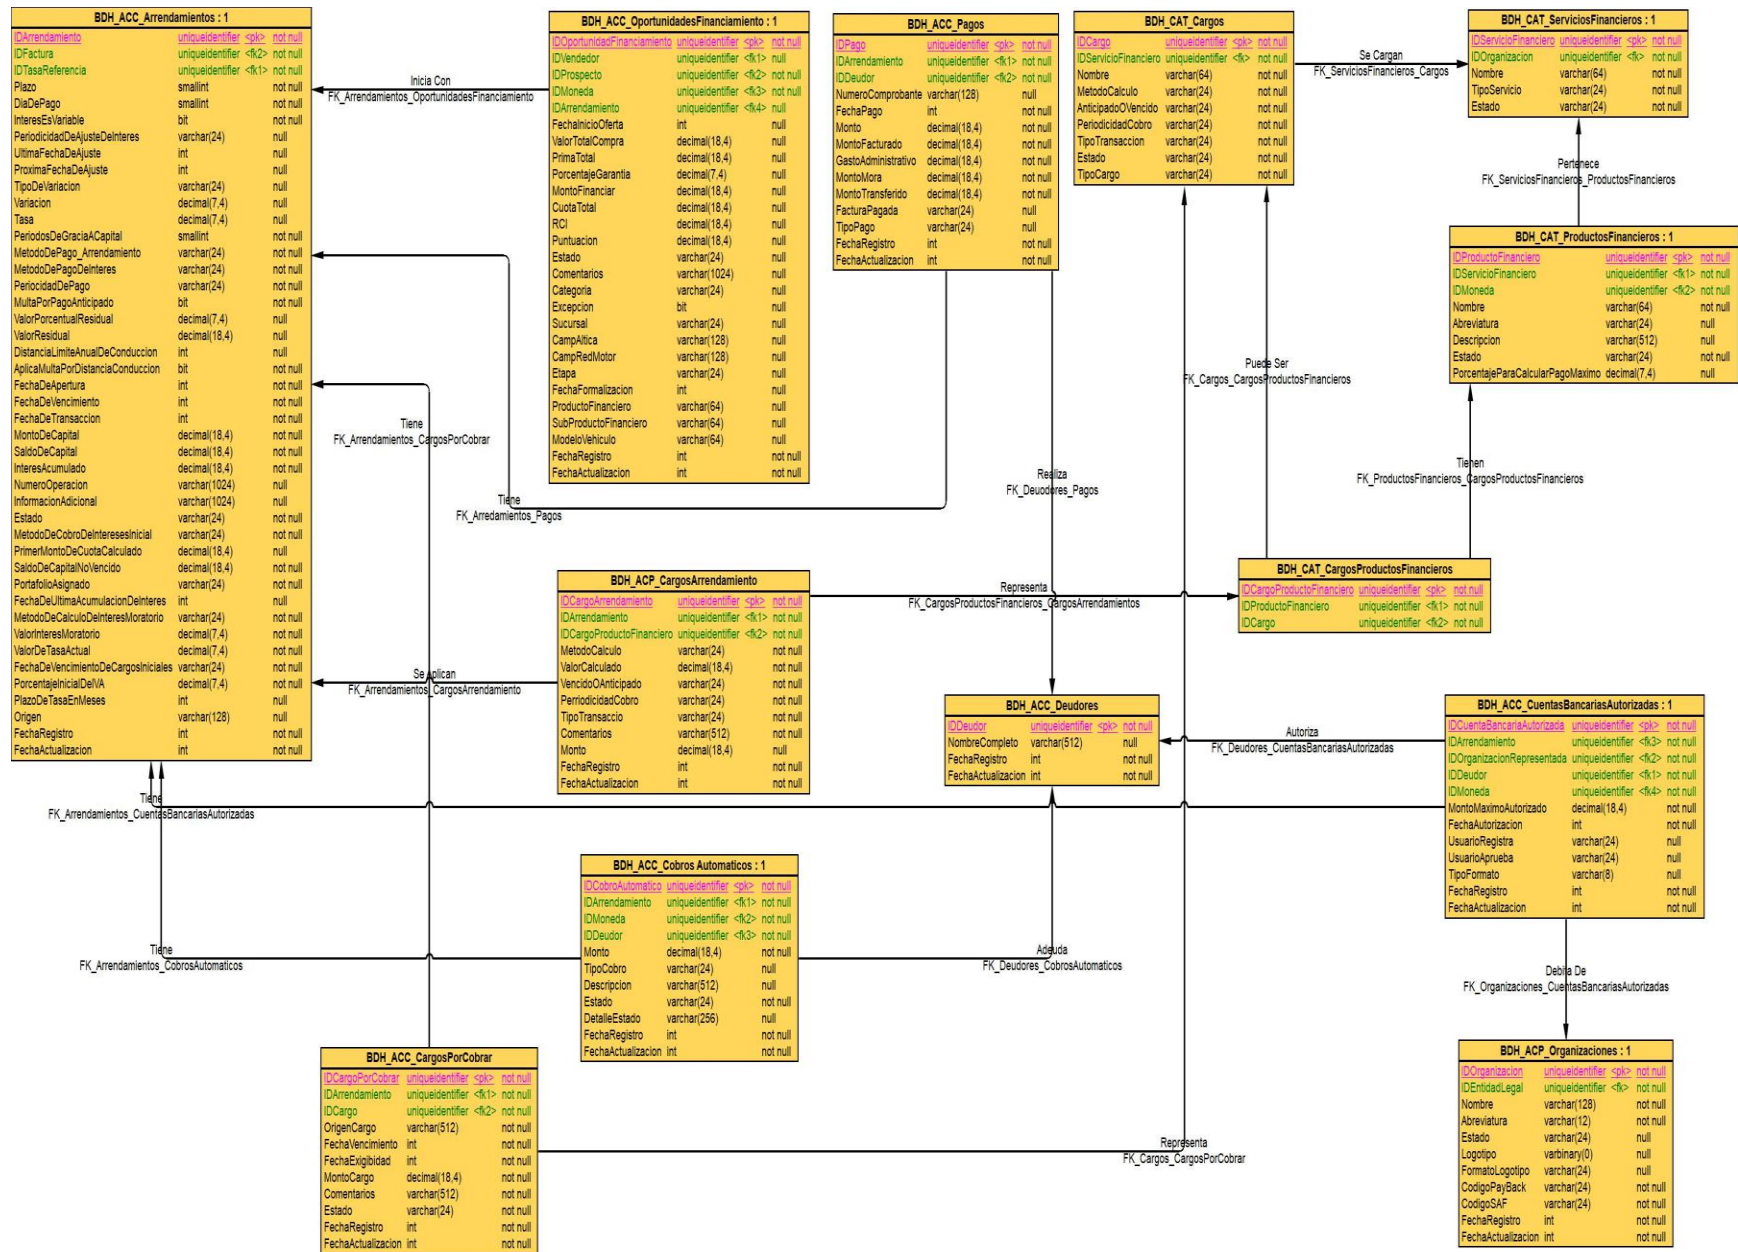 BDH_ACC_Arrendamientos : 1
IDArrendamiento uniqueidentifier <pk> not null
IDFactura uniqueidentifier <fk2> not null
IDTasaReferencia uniqueidentifier <fk1> not null
Plazo smallint not null
DiaDePago smallint not null
InteresEsVariable bit not null
PeriodicidadDeAjusteDeInteres varchar(24) null
UltimaFechaDeAjuste int null
ProximaFechaDeAjuste int null
TipoDeVariacion varchar(24) null
Variacion decimal(7,4) null
Tasa decimal(7,4) null
PeriodosDeGraciaACapital smallint not null
MetodoDePago_Arrendamiento varchar(24) not null
MetodoDePagoDeInteres varchar(24) not null
PeriocidadDePago varchar(24) not null
MultaPorPagoAnticipado bit not null
ValorPorcentualResidual decimal(7,4) null
ValorResidual decimal(18,4) null
DistanciaLimiteAnualDeConduccion int null
AplicaMultaPorDistanciaConduccion bit not null
FechaDeApertura int not null
FechaDeVencimiento int not null
FechaDeTransaccion int not null
MontoDeCapital decimal(18,4) not null
SaldoDeCapital decimal(18,4) not null
InteresAcumulado decimal(18,4) not null
NumeroOperacion varchar(1024) null
InformacionAdicional varchar(1024) null
Estado varchar(24) not null
MetodoDeCobroDeInteresesInicial varchar(24) not null
PrimerMontoDeCuotaCalculado decimal(18,4) null
SaldoDeCapitalNoVencido decimal(18,4) not null
PortafolioAsignado varchar(24) not null
FechaDeUltimaAcumulacionDeInteres int null
MetodoDeCalculoDeInteresMoratorio varchar(24) not null
ValorInteresMoratorio decimal(7,4) not null
ValorDeTasaActual decimal(7,4) not null
FechaDeVencimientoDeCargosIniciales varchar(24) not null
PorcentajeInicialDeIVA decimal(7,4) not null
PlazoDeTasaEnMeses int null
Origen varchar(128) null
FechaRegistro int not null
FechaActualizacion int not null
Inicia Con
FK_Arrendamientos_OportunidadesFinanciamiento
BDH_ACC_OportunidadesFinanciamiento : 1
IDOportunidadFinanciamiento uniqueidentifier <pk> not null
IDVendedor uniqueidentifier <fk1> null
IDProspecto uniqueidentifier <fk2> not null
IDMoneda uniqueidentifier <fk3> not null
IDArrendamiento uniqueidentifier <fk4> null
FechaInicioOferta int null
ValorTotalCompra decimal(18,4) null
PrimaTotal decimal(18,4) null
PorcentajeGarantia decimal(7,4) null
MontoFinanciar decimal(18,4) null
CuotaTotal decimal(18,4) null
RCI decimal(18,4) null
Puntuacion decimal(18,4) null
Estado varchar(24) null
Comentarios varchar(1024) null
Categoria varchar(24) null
Excepcion bit null
Sucursal varchar(24) null
CampAltica varchar(128) null
CampRedMotor varchar(128) null
Etapa varchar(24) null
FechaFormalizacion int null
ProductoFinanciero varchar(64) null
SubProductoFinanciero varchar(64) null
ModeloVehiculo varchar(64) null
FechaRegistro int not null
FechaActualizacion int not null
BDH_ACC_Pagos
IDPago uniqueidentifier <pk> not null
IDArrendamiento uniqueidentifier <fk1> not null
IDDeudor uniqueidentifier <fk2> not null
NumeroComprobante varchar(128) null
FechaPago int not null
Monto decimal(18,4) not null
MontoFacturado decimal(18,4) not null
GastoAdministrativo decimal(18,4) not null
MontoMora decimal(18,4) not null
MontoTransferido decimal(18,4) not null
FacturaPagada varchar(24) null
TipoPago varchar(24) null
FechaRegistro int not null
FechaActualizacion int not null
BDH_CAT_Cargos
IDCargo uniqueidentifier <pk> not null
IDServicioFinanciero uniqueidentifier <fk> not null
Nombre varchar(64) not null
MetodoCalculo varchar(24) not null
AnticipadoOVencido varchar(24) not null
PeriodicidadCobro varchar(24) not null
TipoTransaccion varchar(24) not null
Estado varchar(24) not null
TipoCargo varchar(24) not null
Se Cargan
FK_ServiciosFinancieros_Cargos
BDH_CAT_ServiciosFinancieros : 1
IDServicioFinanciero uniqueidentifier <pk> not null
IDOrganizacion uniqueidentifier <fk> not null
Nombre varchar(64) not null
TipoServicio varchar(24) not null
Estado varchar(24) not null
Pertenece
FK_ServiciosFinancieros_ProductosFinancieros
BDH_CAT_ProductosFinancieros : 1
IDProductoFinanciero uniqueidentifier <pk> not null
IDServicioFinanciero uniqueidentifier <fk1> not null
IDMoneda uniqueidentifier <fk2> not null
Nombre varchar(64) not null
Abreviatura varchar(24) null
Descripcion varchar(512) null
Estado varchar(24) not null
PorcentajeParaCalcularPagoMaximo decimal(7,4) null
Puede Ser
FK_Cargos_CargosProductosFinancieros
Tiene
FK_Arrendamientos_CargosPorCobrar
Tiene
FK_Arredamientos_Pagos
Realiza
FK_Deuodores_Pagos
Tienen
FK_ProductosFinancieros_CargosProductosFinancieros
BDH_CAT_CargosProductosFinancieros
IDCargoProductoFinanciero uniqueidentifier <pk> not null
IDProductoFinanciero uniqueidentifier <fk1> not null
IDCargo uniqueidentifier <fk2> not null
BDH_ACP_CargosArrendamiento
IDCargoArrendamiento uniqueidentifier <pk> not null
IDArrendamiento uniqueidentifier <fk1> not null
IDCargoProductoFinanciero uniqueidentifier <fk2> not null
MetodoCalculo varchar(24) not null
ValorCalculado decimal(18,4) not null
VencidoOAnticipado varchar(24) not null
PerriodicidadCobro varchar(24) not null
TipoTransaccio varchar(24) not null
Comentarios varchar(512) not null
Monto decimal(18,4) null
FechaRegistro int not null
FechaActualizacion int not null
Representa
FK_CargosProductosFinancieros_CargosArrendamientos
Se Aplican
FK_Arrendamientos_CargosArrendamiento
BDH_ACC_Deudores
IDDeudor uniqueidentifier <pk> not null
NombreCompleto varchar(512) null
FechaRegistro int not null
FechaActualizacion int not null
Autoriza
FK_Deudores_CuentasBancariasAutorizadas
BDH_ACC_CuentasBancariasAutorizadas : 1
IDCuentaBancariaAutorizada uniqueidentifier <pk> not null
IDArrendamiento uniqueidentifier <fk3> not null
IDOrganizacionRepresentada uniqueidentifier <fk2> not null
IDDeudor uniqueidentifier <fk1> not null
IDMoneda uniqueidentifier <fk4> not null
MontoMaximoAutorizado decimal(18,4) not null
FechaAutorizacion int not null
UsuarioRegistra varchar(24) null
UsuarioAprueba varchar(24) null
TipoFormato varchar(8) null
FechaRegistro int not null
FechaActualizacion int not null
Tiene
FK_Arrendamientos_CuentasBancariasAutorizadas
BDH_ACC_Cobros Automaticos : 1
IDCobroAutomatico uniqueidentifier <pk> not null
IDArrendamiento uniqueidentifier <fk1> not null
IDMoneda uniqueidentifier <fk2> not null
IDDeudor uniqueidentifier <fk3> not null
Monto decimal(18,4) not null
TipoCobro varchar(24) null
Descripcion varchar(512) null
Estado varchar(24) not null
DetalleEstado varchar(256) null
FechaRegistro int not null
FechaActualizacion int not null
Tiene
FK_Arrendamientos_CobrosAutomaticos
Adeuda
FK_Deudores_CobrosAutomaticos
Debita De
FK_Organizaciones_CuentasBancariasAutorizadas
BDH_ACC_CargosPorCobrar
IDCargoPorCobrar uniqueidentifier <pk> not null
IDArrendamiento uniqueidentifier <fk1> not null
IDCargo uniqueidentifier <fk2> not null
OrigenCargo varchar(512) not null
FechaVencimiento int not null
FechaExigibidad int not null
MontoCargo decimal(18,4) not null
Comentarios varchar(512) not null
Estado varchar(24) not null
FechaRegistro int not null
FechaActualizacion int not null
Representa
FK_Cargos_CargosPorCobrar
BDH_ACP_Organizaciones : 1
IDOrganizacion uniqueidentifier <pk> not null
IDEntidadLegal uniqueidentifier <fk> not null
Nombre varchar(128) not null
Abreviatura varchar(12) not null
Estado varchar(24) null
Logotipo varbinary(0) null
FormatoLogotipo varchar(24) null
CodigoPayBack varchar(24) not null
CodigoSAF varchar(24) not null
FechaRegistro int not null
FechaActualizacion int not null